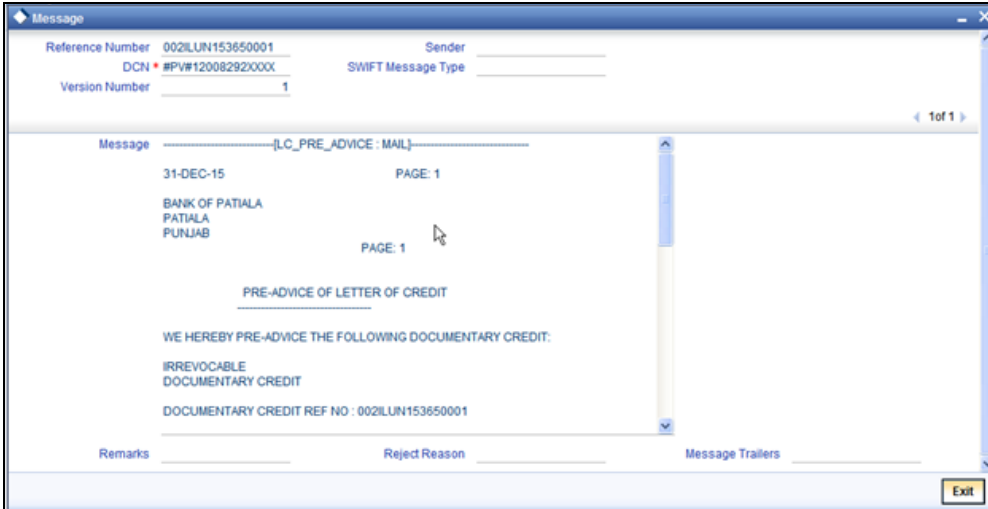 Message
Reference Number 002ILUN153650001 Sender
DCN * #PV#12008292XXXX SWIFT Message Type
Version Number 1
1of 1
Message -----------------------------[LC_PRE_ADVICE : MAIL]-------------------------------
31-DEC-15 PAGE: 1
BANK OF PATIALA
PATIALA
PUNJAB
PAGE: 1
PRE-ADVICE OF LETTER OF CREDIT
-----------------------------------
WE HEREBY PRE-ADVICE THE FOLLOWING DOCUMENTARY CREDIT:
IRREVOCABLE
DOCUMENTARY CREDIT
DOCUMENTARY CREDIT REF NO : 002ILUN153650001
Remarks Reject Reason Message Trailers
Exit